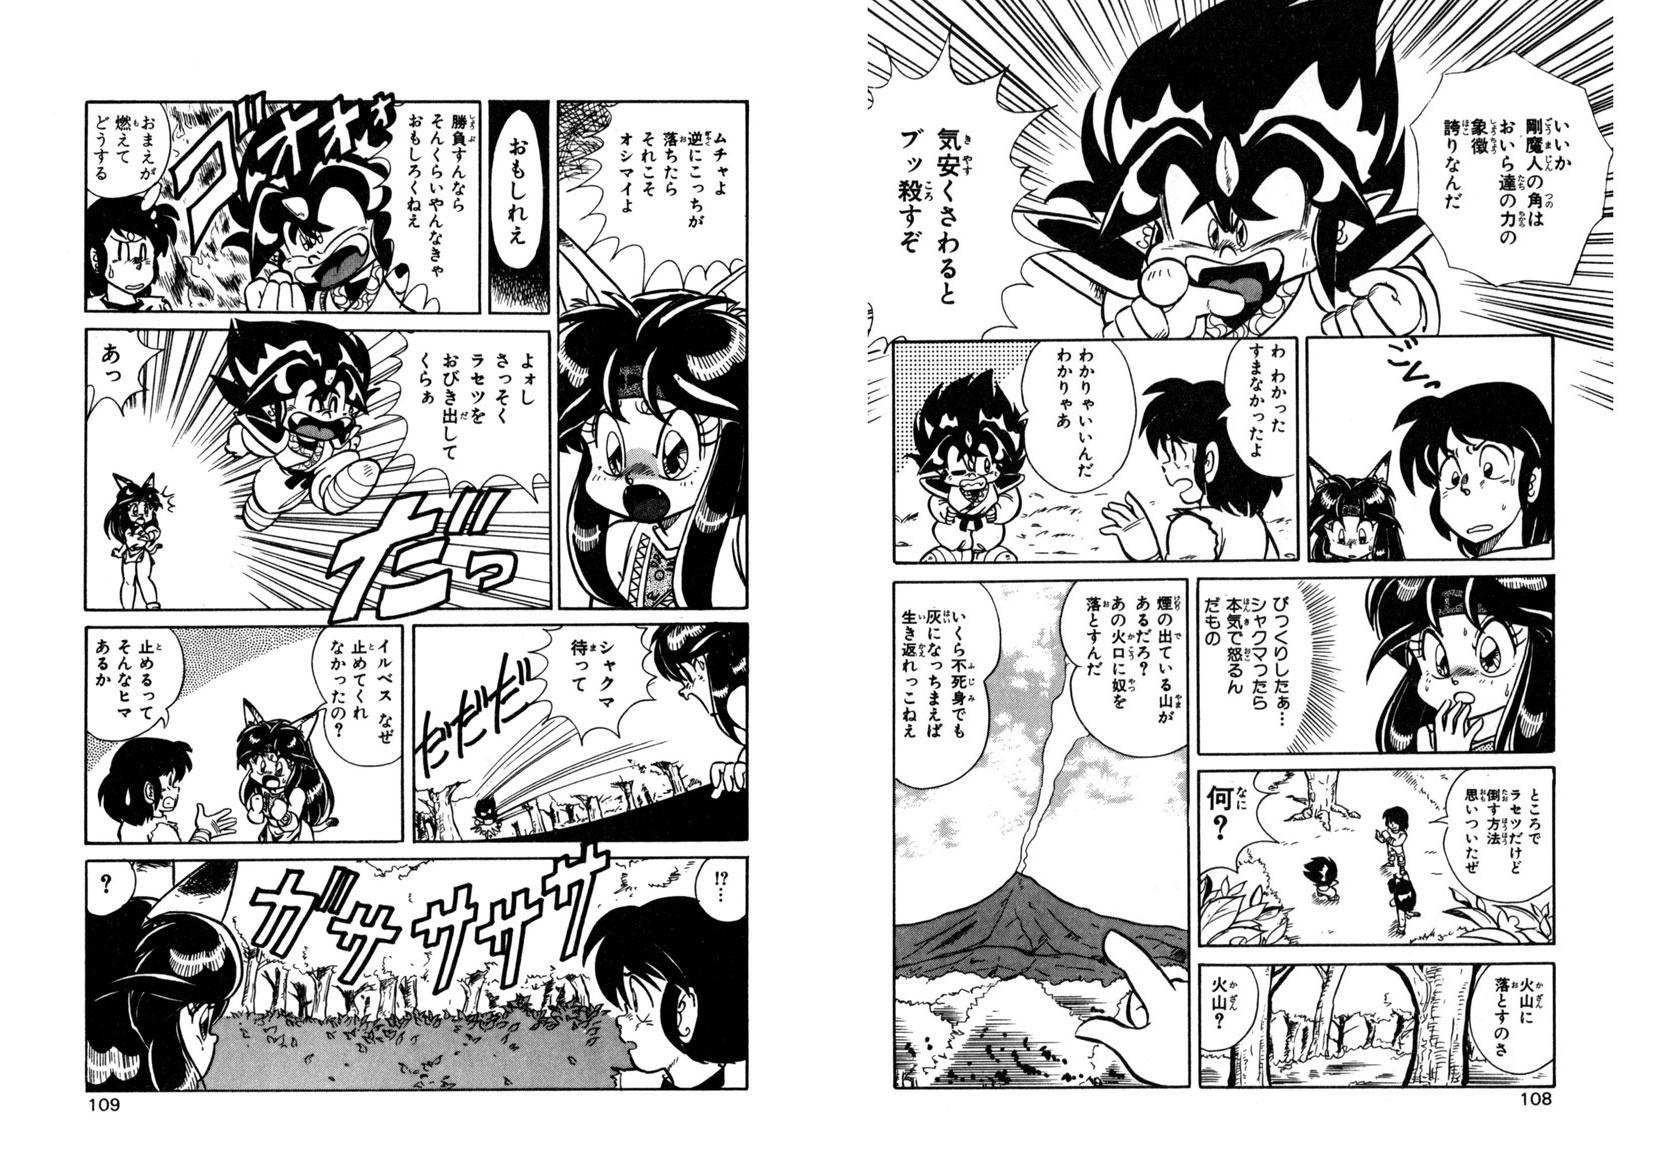 いいか
剛魔人の角は
おいら達の力の
象徴
誇りなんだ
気安くさわると
ブッ殺すぞ
ゴクッ
わ わかった
すまなかったよ
わかりゃいいんだ
わかりゃあ
びっくりしたぁ…
シャクマったら
本気で怒るん
だもの
ところで
ラセツだけど
倒す方法
思いついたぜ
何?
火山に
落とすのさ
火山?
煙の出ている山が
あるだろ?
あの火口に奴を
落とすんだ
いくら不死身でも
灰になっちまえば
生き返れっこねえ
108
ムチャよ
逆にこっちが
落ちたら
それこそ
オシマイよ
おもしれえ
勝負すんなら
そんくらいやんなきゃ
おもしろくねえ
ゴオオォ
おまえが
燃えて
どうする
よォし
さっそく
ラセツを
おびき出して
くらぁ
だっ
あっ
シャクマ
待って
だだだだ
イルベス なぜ
止めてくれ
なかったの?
止めるって
そんなヒマ
あるか
!?…
ガササササ
?
109